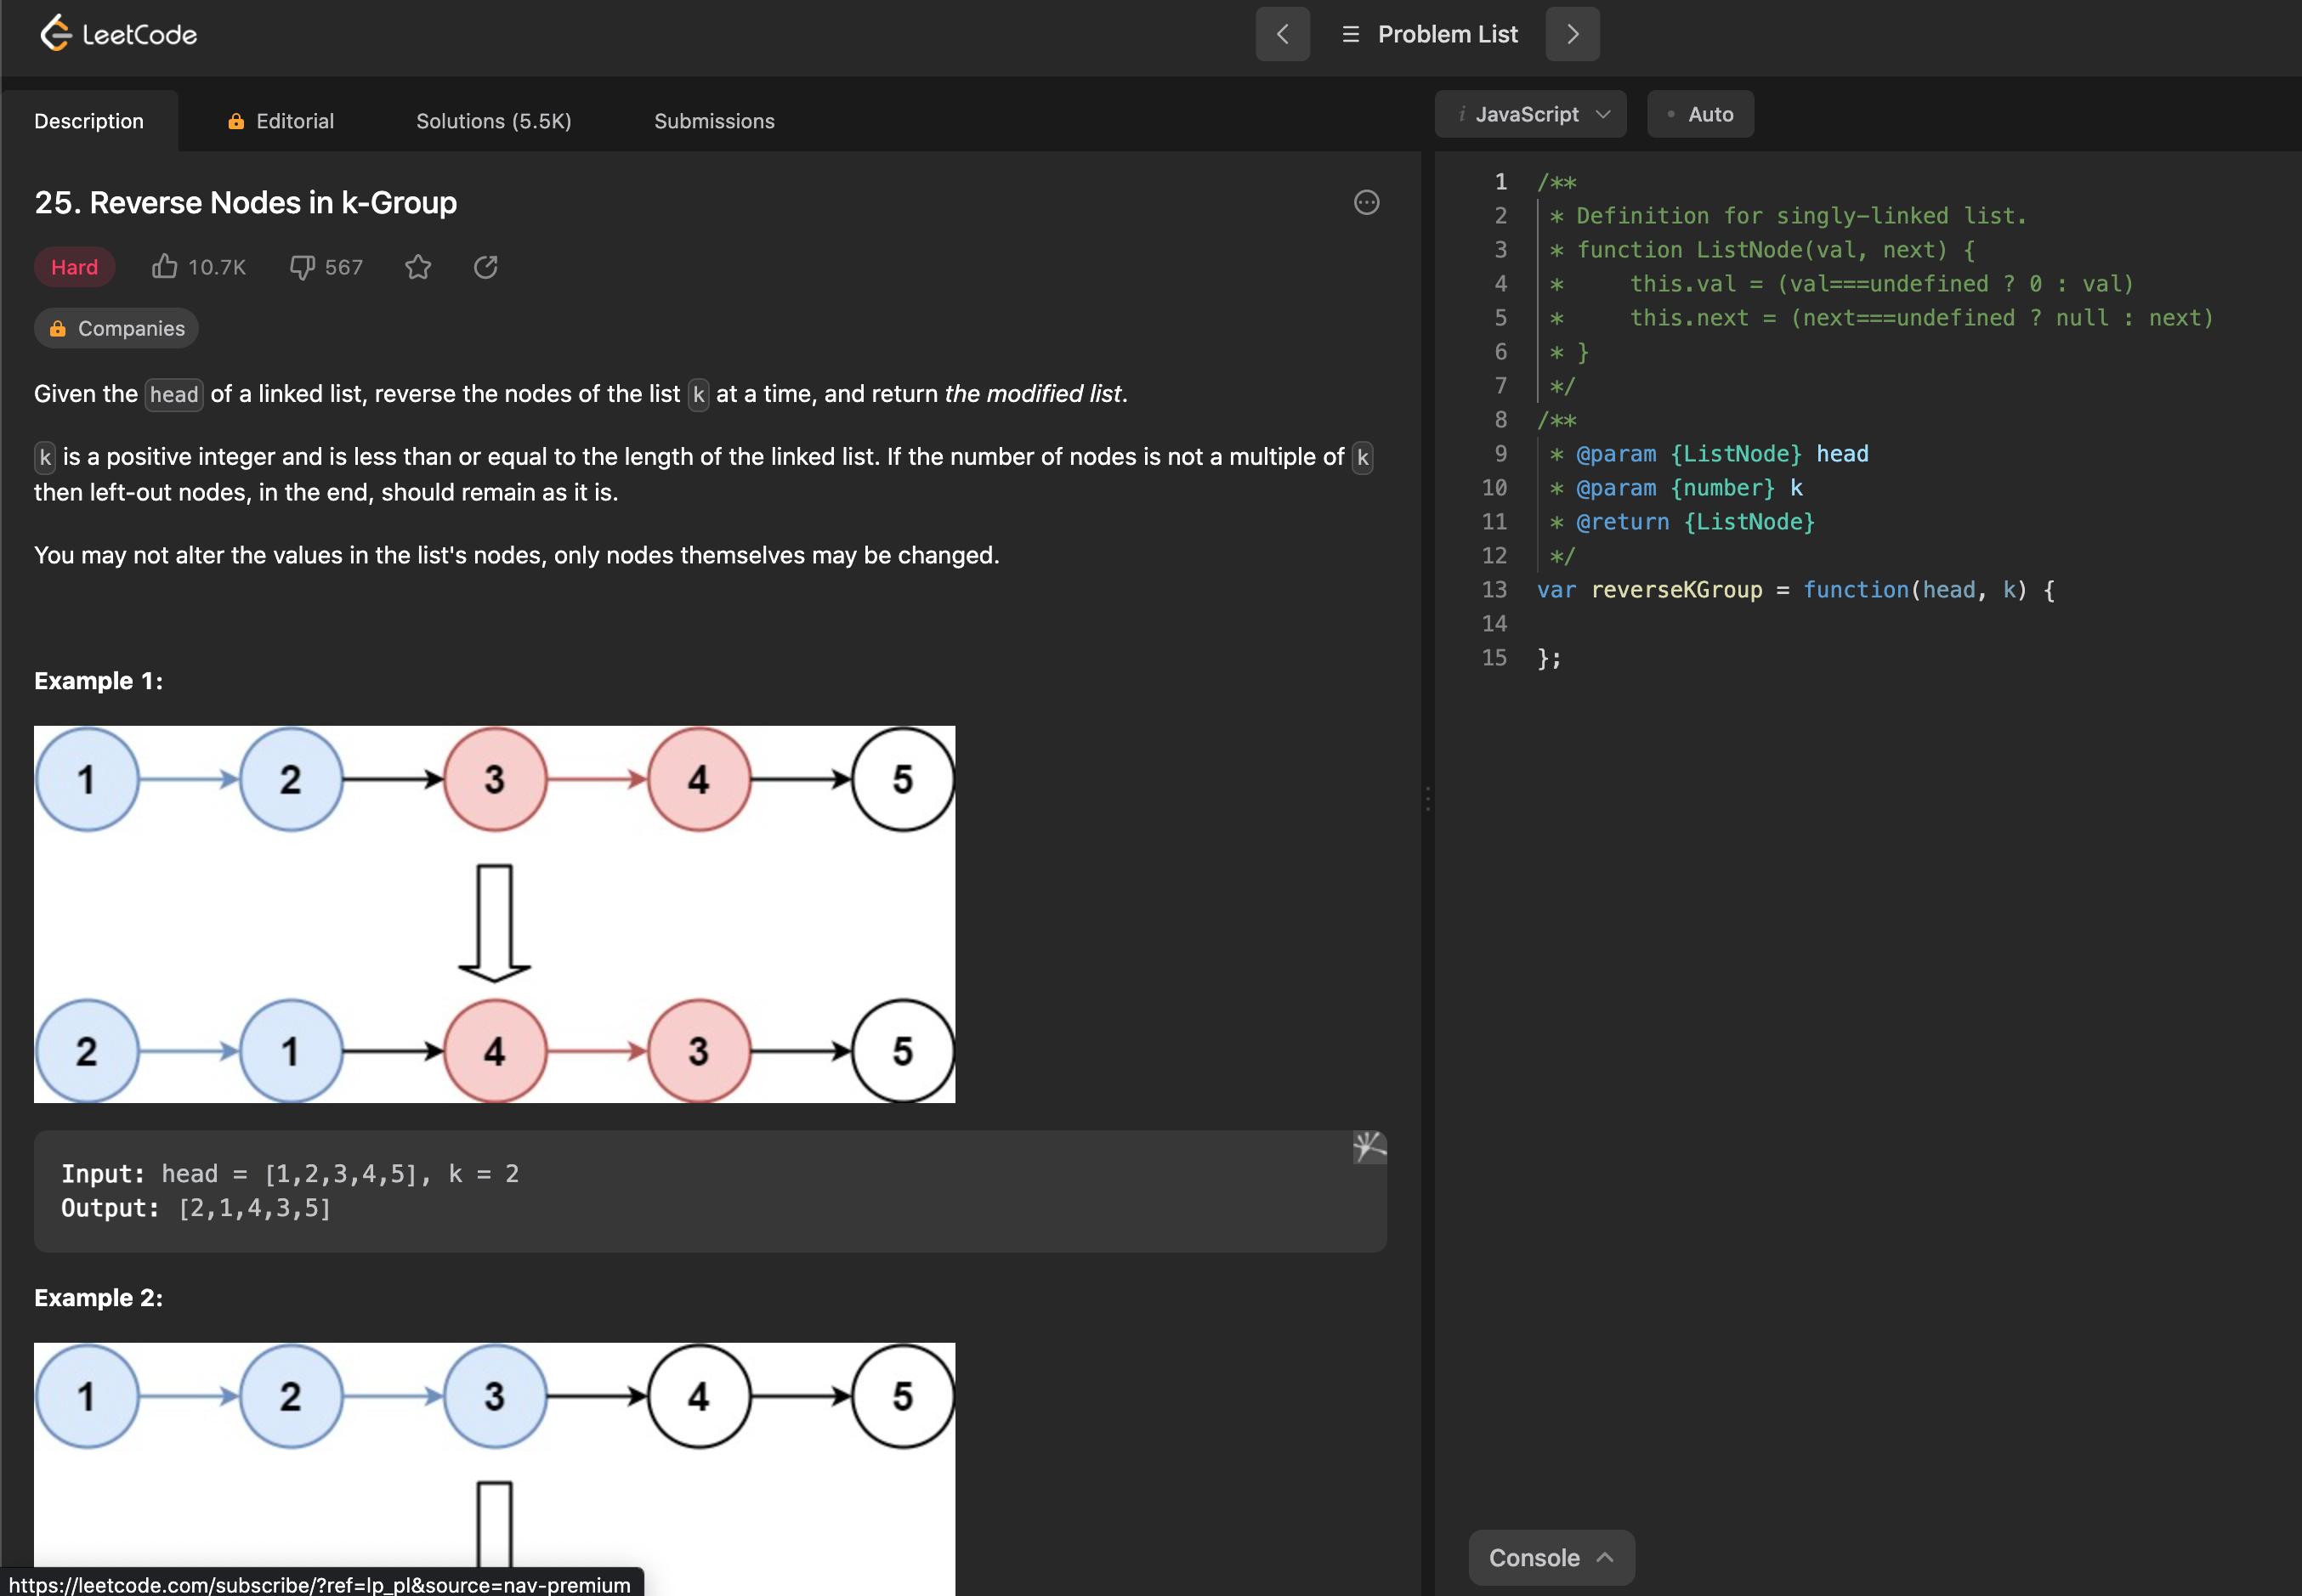 LeetCode
Problem List
Description
Editorial
Solutions (5.5K)
Submissions
25. Reverse Nodes in k-Group
Hard
10.7K
567
Companies
Given the head of a linked list, reverse the nodes of the list k at a time, and return the modified list.
k is a positive integer and is less than or equal to the length of the linked list. If the number of nodes is not a multiple of k
then left-out nodes, in the end, should remain as it is.
You may not alter the values in the list's nodes, only nodes themselves may be changed.
Example 1:
1 2 3 4 5
2 1 4 3 5
Input: head = [1,2,3,4,5], k = 2
Output: [2,1,4,3,5]
Example 2:
1 2 3 4 5
https://leetcode.com/subscribe/?ref=lp_pl&source=nav-premium
i JavaScript
Auto
1 /**
2 * Definition for singly-linked list.
3 * function ListNode(val, next) {
4 *     this.val = (val===undefined ? 0 : val)
5 *     this.next = (next===undefined ? null : next)
6 * }
7 */
8 /**
9 * @param {ListNode} head
10 * @param {number} k
11 * @return {ListNode}
12 */
13 var reverseKGroup = function(head, k) {
14
15 };
Console